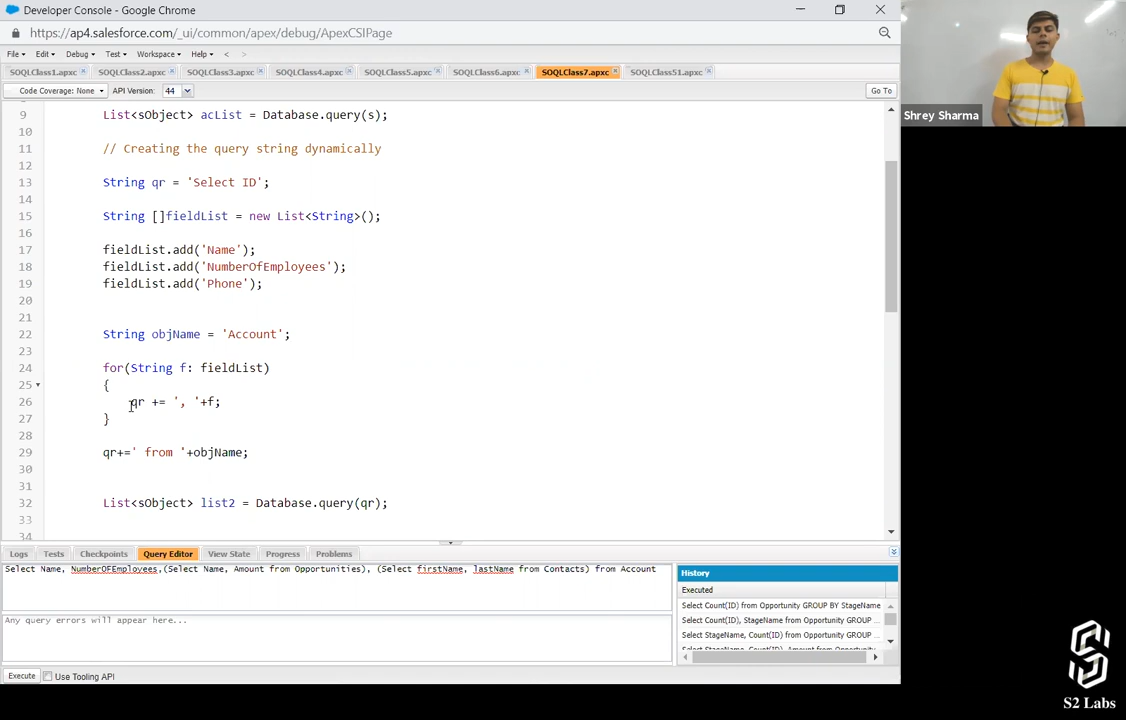 Developer Console - Google Chrome
https://ap4.salesforce.com/_ui/common/apex/debug/ApexCSIPage
File Edit Debug Test Workspace Help < >
SOQLClass1.apxc SOQLClass2.apxc SOQLClass3.apxc SOQLClass4.apxc SOQLClass5.apxc SOQLClass6.apxc SOQLClass7.apxc SOQLClass51.apxc
Code Coverage: None API Version: 44 Go To
9 List<sObject> acList = Database.query(s);
10
11 // Creating the query string dynamically
12
13 String qr = 'Select ID';
14
15 String []fieldList = new List<String>();
16
17 fieldList.add('Name');
18 fieldList.add('NumberOfEmployees');
19 fieldList.add('Phone');
20
21
22 String objName = 'Account';
23
24 for(String f: fieldList)
25 {
26 qr += ', '+f;
27 }
28
29 qr+=' from '+objName;
30
31
32 List<sObject> list2 = Database.query(qr);
33
34
Logs Tests Checkpoints Query Editor View State Progress Problems
Select Name, NumberOFEmployees,(Select Name, Amount from Opportunities), (Select firstName, lastName from Contacts) from Account
Any query errors will appear here...
History
Executed
Select Count(ID) from Opportunity GROUP BY StageName
Select Count(ID), StageName from Opportunity GROUP ...
Select StageName, Count(ID) from Opportunity GROUP ...
Select StageName, Count(ID), Amount from Opportunity
Execute Use Tooling API
Shrey Sharma
S2 Labs